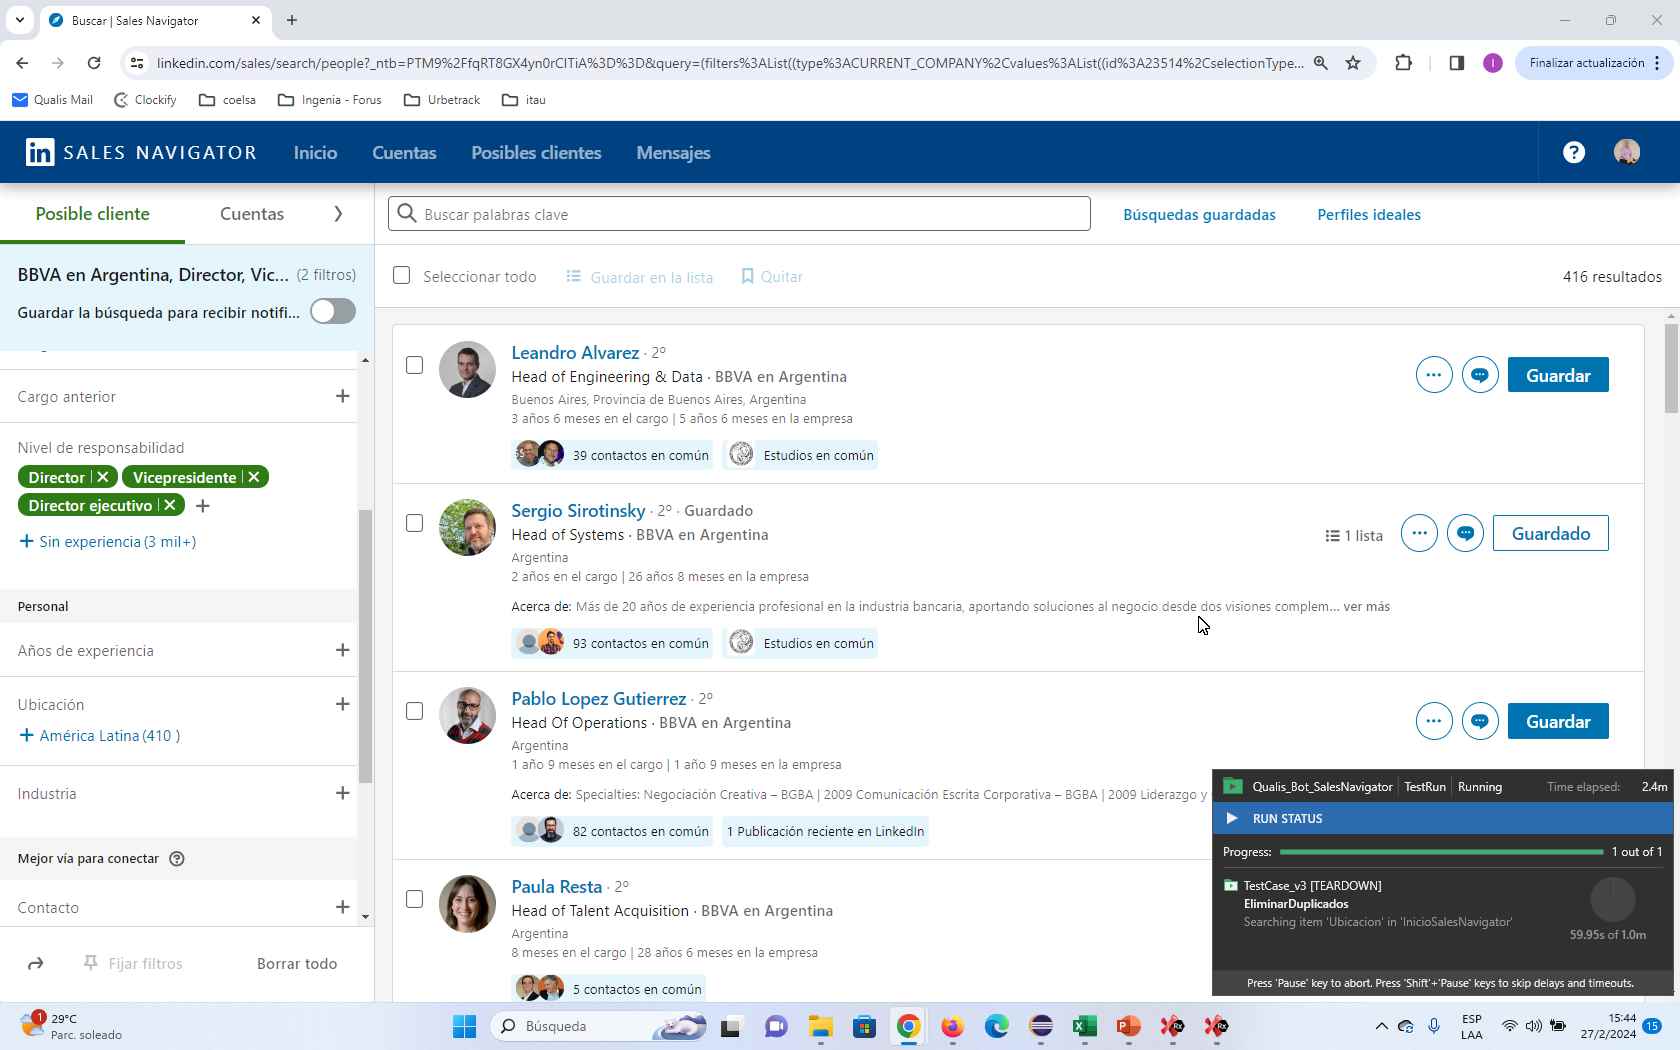 Buscar | Sales Navigator
linkedin.com/sales/search/people?_ntb=PTM9%2FfqRT8GX4yn0rCITiA%3D%3D&query=(filters%3AList((type%3ACURRENT_COMPANY%2Cvalues%3AList((id%3A23514%2CselectionType...
Finalizar actualización
Qualis Mail
Clockify
coelsa
Ingenia - Forus
Urbetrack
itau
in SALES NAVIGATOR
Inicio
Cuentas
Posibles clientes
Mensajes
Posible cliente
Cuentas
Buscar palabras clave
Búsquedas guardadas
Perfiles ideales
BBVA en Argentina, Director, Vic... (2 filtros)
Guardar la búsqueda para recibir notifi...
Seleccionar todo
Guardar en la lista
Quitar
416 resultados
Cargo anterior
Nivel de responsabilidad
Director
Vicepresidente
Director ejecutivo
+ Sin experiencia (3 mil+)
Personal
Años de experiencia
Ubicación
+ América Latina (410 )
Industria
Mejor vía para conectar
Contacto
Fijar filtros
Borrar todo
Leandro Alvarez · 2º
Head of Engineering & Data · BBVA en Argentina
Buenos Aires, Provincia de Buenos Aires, Argentina
3 años 6 meses en el cargo | 5 años 6 meses en la empresa
39 contactos en común
Estudios en común
Guardar
Sergio Sirotinsky · 2º · Guardado
Head of Systems · BBVA en Argentina
Argentina
2 años en el cargo | 26 años 8 meses en la empresa
Acerca de: Más de 20 años de experiencia profesional en la industria bancaria, aportando soluciones al negocio desde dos visiones complem... ver más
93 contactos en común
Estudios en común
1 lista
Guardado
Pablo Lopez Gutierrez · 2º
Head Of Operations · BBVA en Argentina
Argentina
1 año 9 meses en el cargo | 1 año 9 meses en la empresa
Acerca de: Specialties: Negociación Creativa – BGBA | 2009 Comunicación Escrita Corporativa – BGBA | 2009 Liderazgo y
82 contactos en común
1 Publicación reciente en LinkedIn
Guardar
Paula Resta · 2º
Head of Talent Acquisition · BBVA en Argentina
Argentina
8 meses en el cargo | 28 años 6 meses en la empresa
5 contactos en común
Qualis_Bot_SalesNavigator
TestRun
Running
Time elapsed: 2.4m
RUN STATUS
Progress: 1 out of 1
TestCase_v3 [TEARDOWN]
EliminarDuplicados
Searching item 'Ubicacion' in 'InicioSalesNavigator'
59.95s of 1.0m
Press 'Pause' key to abort. Press 'Shift'+'Pause' keys to skip delays and timeouts.
1
29°C
Parc. soleado
Búsqueda
ESP
LAA
15:44
27/2/2024
15